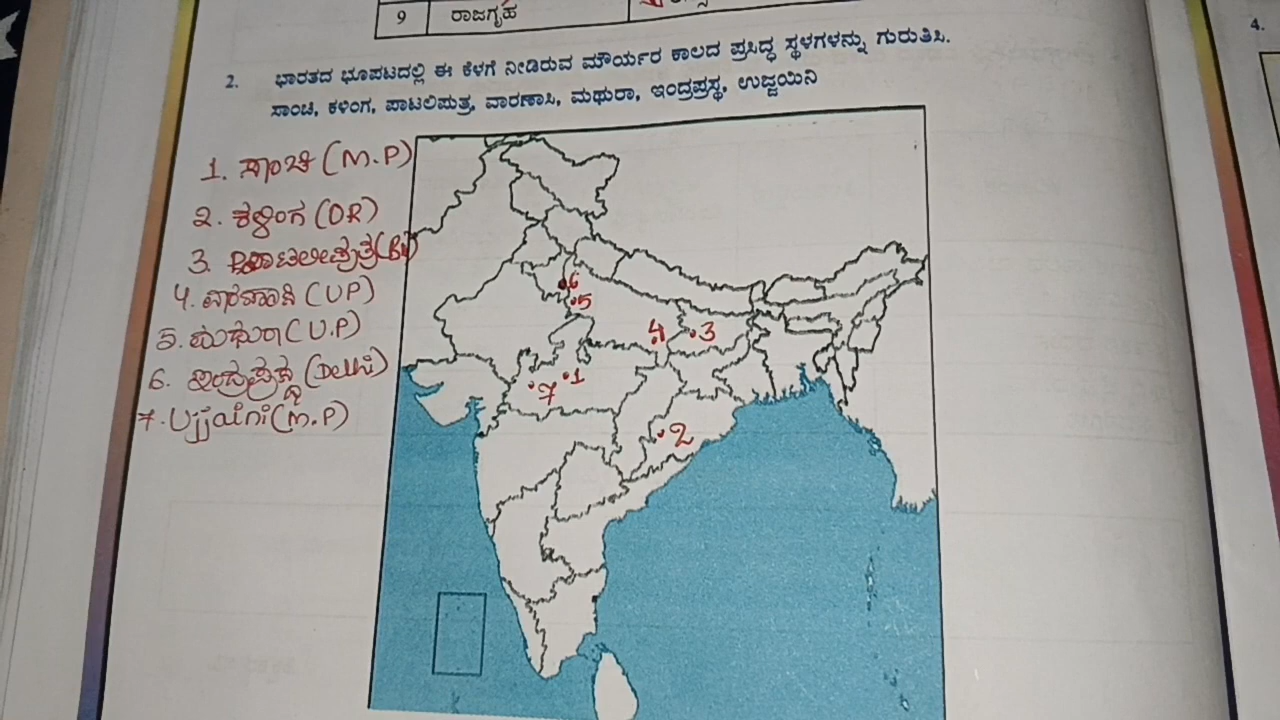 9 ರಾಜಗೃಹ
4.
2. ಭಾರತದ ಭೂಪಟದಲ್ಲಿ ಈ ಕೆಳಗೆ ನೀಡಿರುವ ಮೌರ್ಯರ ಕಾಲದ ಪ್ರಸಿದ್ಧ ಸ್ಥಳಗಳನ್ನು ಗುರುತಿಸಿ.
ಸಾಂಚಿ, ಕಳಿಂಗ, ಪಾಟಲಿಪುತ್ರ, ವಾರಣಾಸಿ, ಮಥುರಾ, ಇಂದ್ರಪ್ರಸ್ಥ, ಉಜ್ಜಯಿನಿ
1. ಸಾಂಚಿ (M.P)
2. ಕಳಿಂಗ (OR)
3. ಪಾಟಲೀಪುತ್ರ (Bi)
4. ವಾರಣಾಸಿ (UP)
5. ಮಥುರಾ (U.P)
6. ಇಂದ್ರಪ್ರಸ್ಥ (Delhi)
7. Ujjaini (M.P)
6
5
4 3
7 1
2